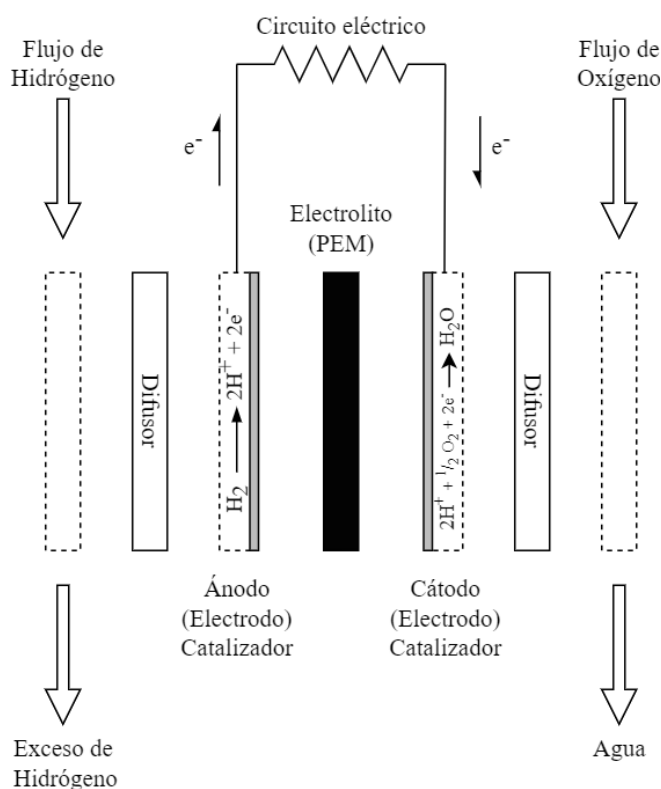 Circuito eléctrico
Flujo de
Hidrógeno
Flujo de
Oxígeno
e-
e-
Electrolito
(PEM)
Difusor
H2 → 2H+ + 2e-
2H+ + 1/2 O2 + 2e- → H2O
Difusor
Ánodo
(Electrodo)
Catalizador
Cátodo
(Electrodo)
Catalizador
Exceso de
Hidrógeno
Agua